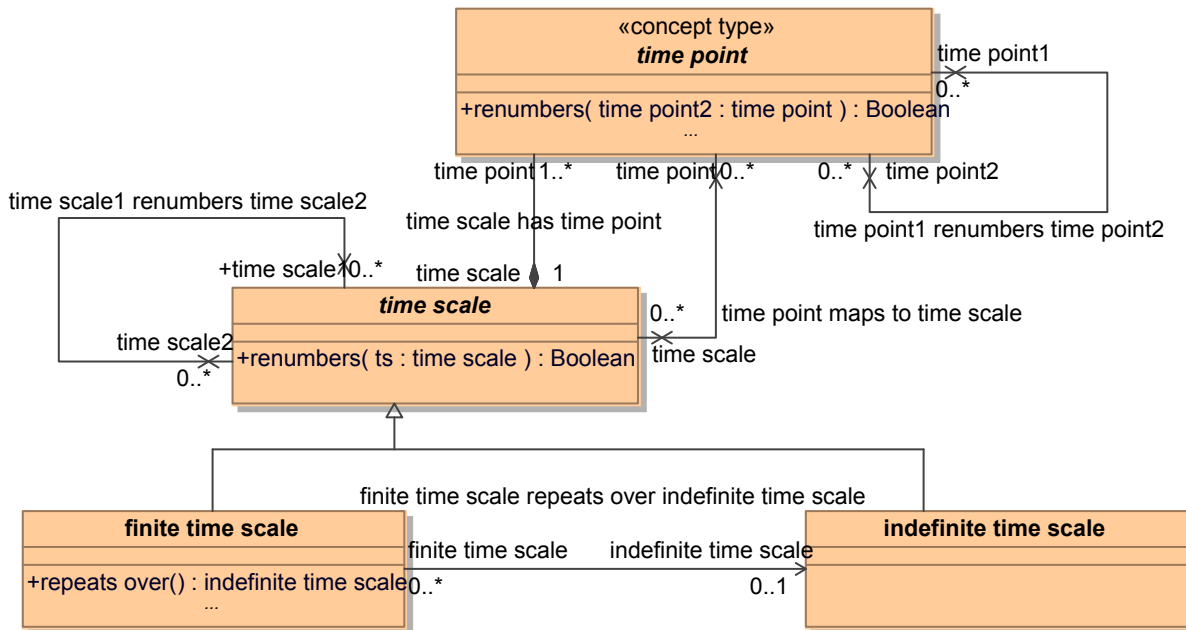 «concept type»
time point
time point1
0..*
+renumbers( time point2 : time point ) : Boolean
...
time point 1..*
time point 0..*
0..* time point2
time scale1 renumbers time scale2
time scale has time point
time point1 renumbers time point2
+time scale1 0..*
time scale 1
time scale
0..*
time point maps to time scale
time scale2
0..*
+renumbers( ts : time scale ) : Boolean
time scale
finite time scale repeats over indefinite time scale
finite time scale
indefinite time scale
finite time scale
indefinite time scale
+repeats over() : indefinite time scale
...
0..*
0..1